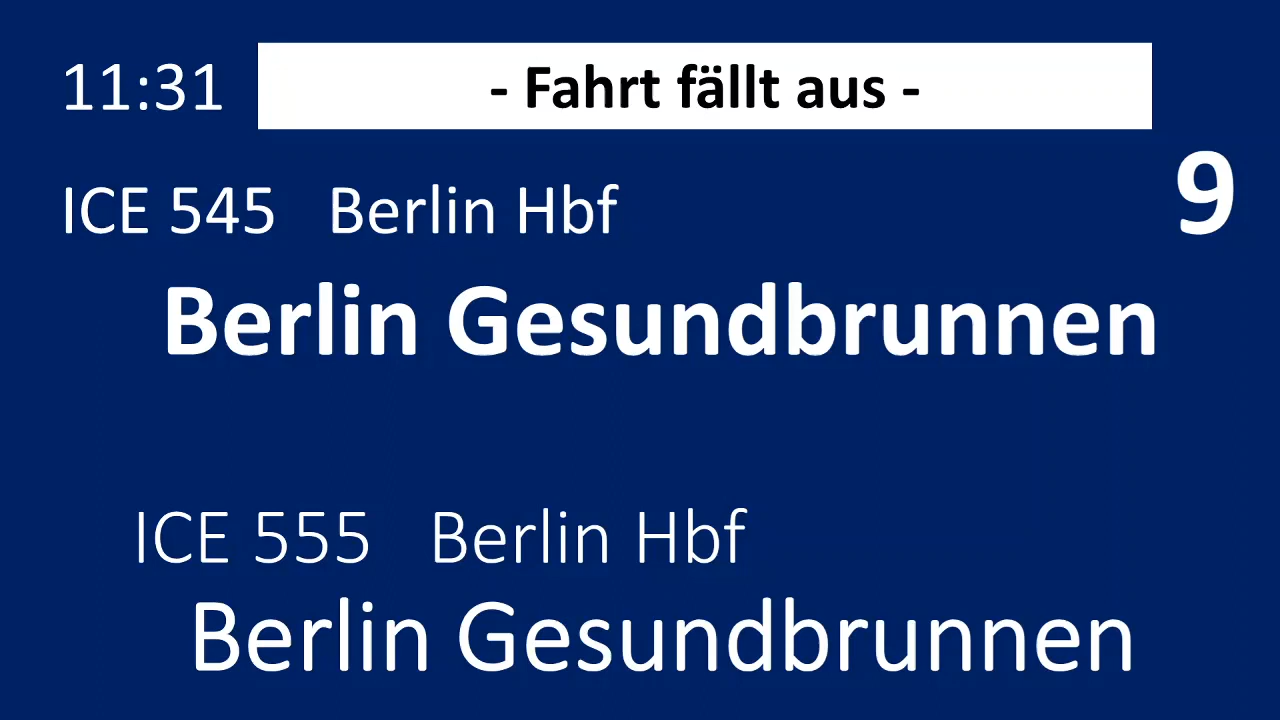 11:31 - Fahrt fällt aus -
9
ICE 545 Berlin Hbf
Berlin Gesundbrunnen
ICE 555 Berlin Hbf
Berlin Gesundbrunnen